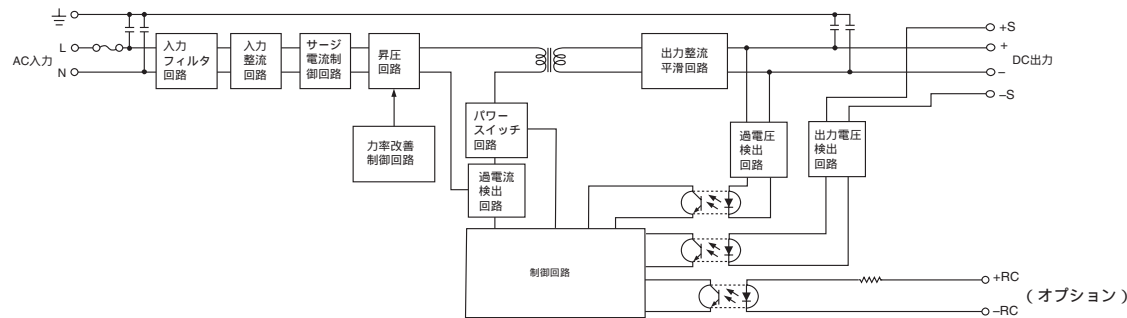 L
AC入力
N
入力
フィルタ
回路
入力
整流
回路
サージ
電流制
御回路
昇圧
回路
力率改善
制御回路
パワー
スイッチ
回路
過電流
検出
回路
出力整流
平滑回路
過電圧
検出
回路
出力電圧
検出
回路
+S
+
DC出力
−
−S
制御回路
+RC
(オプション)
−RC